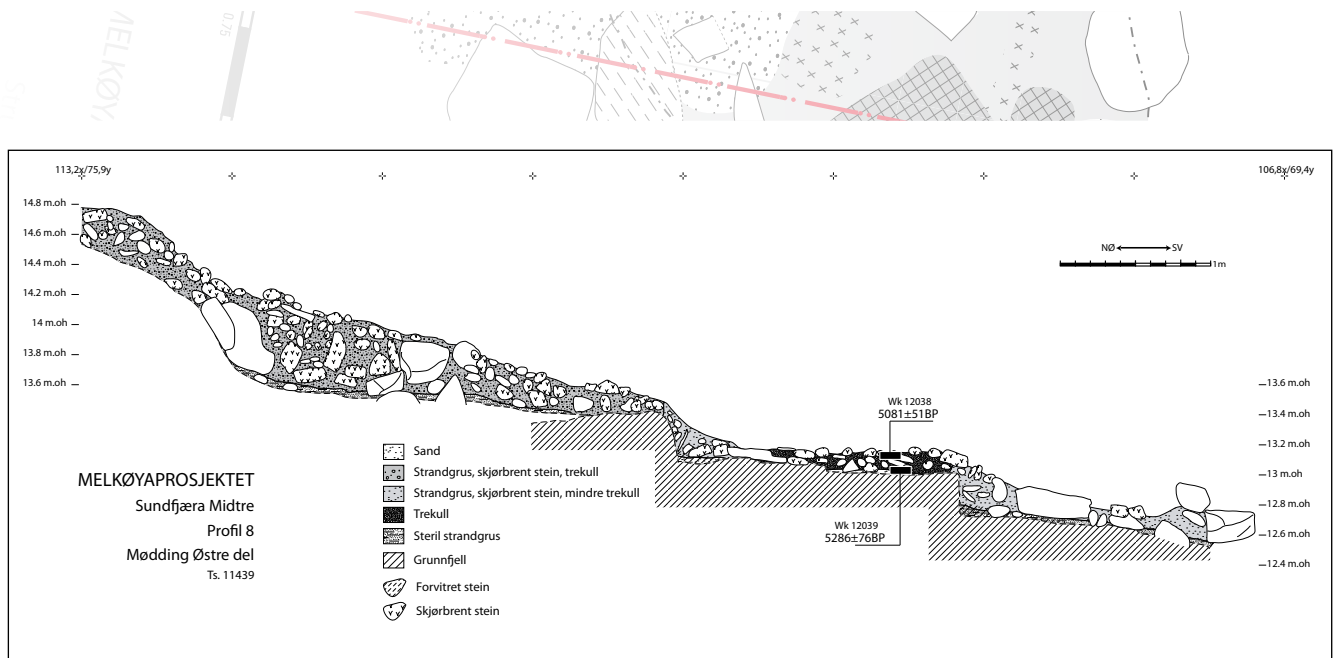 0.75
MELKØY
113,2x/75,9y
106,8x/69,4y
14.8 m.oh
14.6 m.oh
14.4 m.oh
14.2 m.oh
14 m.oh
13.8 m.oh
13.6 m.oh
NØ SV
1m
13.6 m.oh
13.4 m.oh
13.2 m.oh
13 m.oh
12.8 m.oh
12.6 m.oh
12.4 m.oh
Wk 12038
5081±51BP
Wk 12039
5286±76BP
MELKØYAPROSJEKTET
Sundfjæra Midtre
Profil 8
Mødding Østre del
Ts. 11439
Sand
Strandgrus, skjørbrent stein, trekull
Strandgrus, skjørbrent stein, mindre trekull
Trekull
Steril strandgrus
Grunnfjell
Forvitret stein
Skjørbrent stein